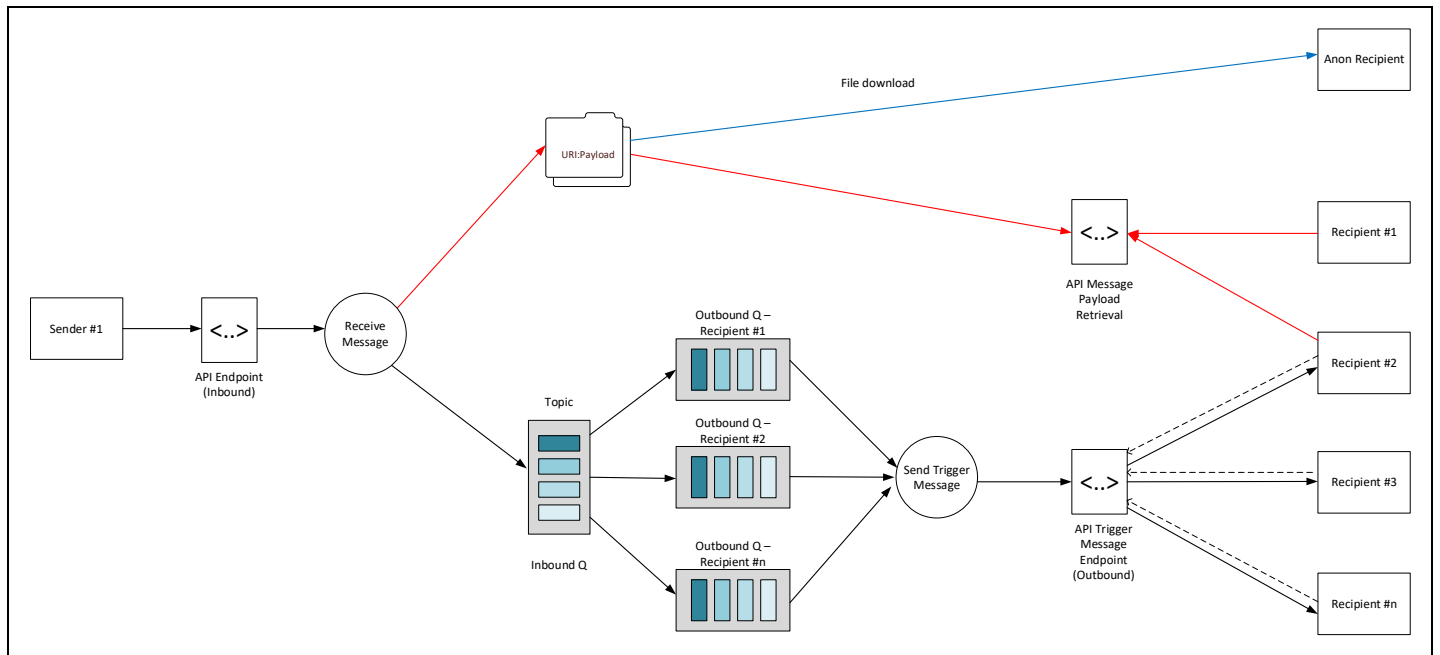 Anon Recipient
File download
URI:Payload
<..>
Recipient #1
API Message
Payload
Retrieval
Sender #1
<..>
API Endpoint
(Inbound)
Receive
Message
Outbound Q –
Recipient #1
Recipient #2
Topic
Outbound Q –
Recipient #2
Send Trigger
Message
<..>
Recipient #3
API Trigger
Message
Endpoint
(Outbound)
Inbound Q
Outbound Q –
Recipient #n
Recipient #n